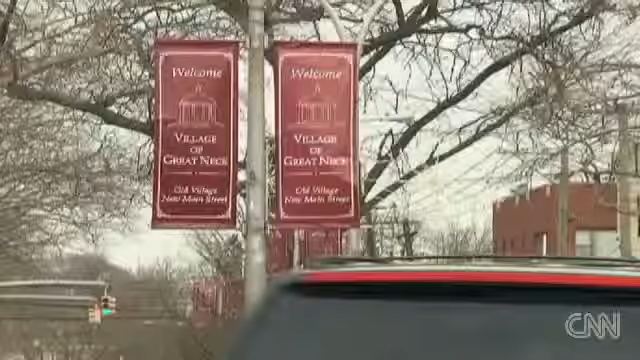 Welcome
VILLAGE
OF
GREAT NECK
Old Village
New Main Street
Welcome
VILLAGE
OF
GREAT NECK
Old Village
New Main Street
CNN